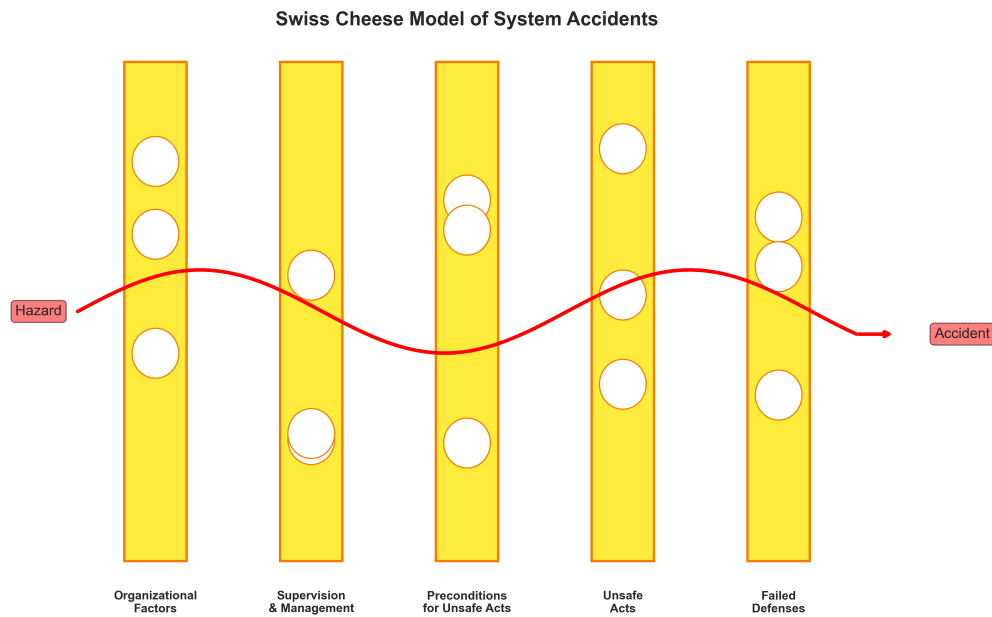 Swiss Cheese Model of System Accidents
Hazard
Accident
Organizational
Factors
Supervision
& Management
Preconditions
for Unsafe Acts
Unsafe
Acts
Failed
Defenses